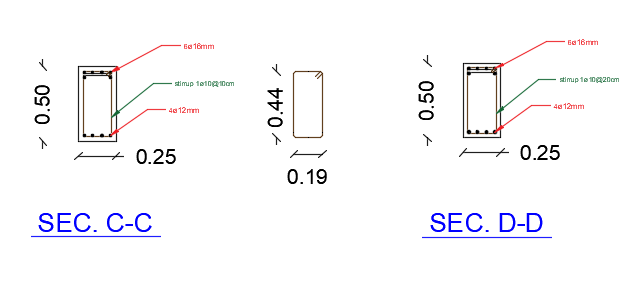 6ø16mm
stirrup 1ø10@10cm
4ø12mm
0.50
0.25
SEC. C-C
0.44
0.19
6ø16mm
stirrup 1ø10@20cm
4ø12mm
0.50
0.25
SEC. D-D